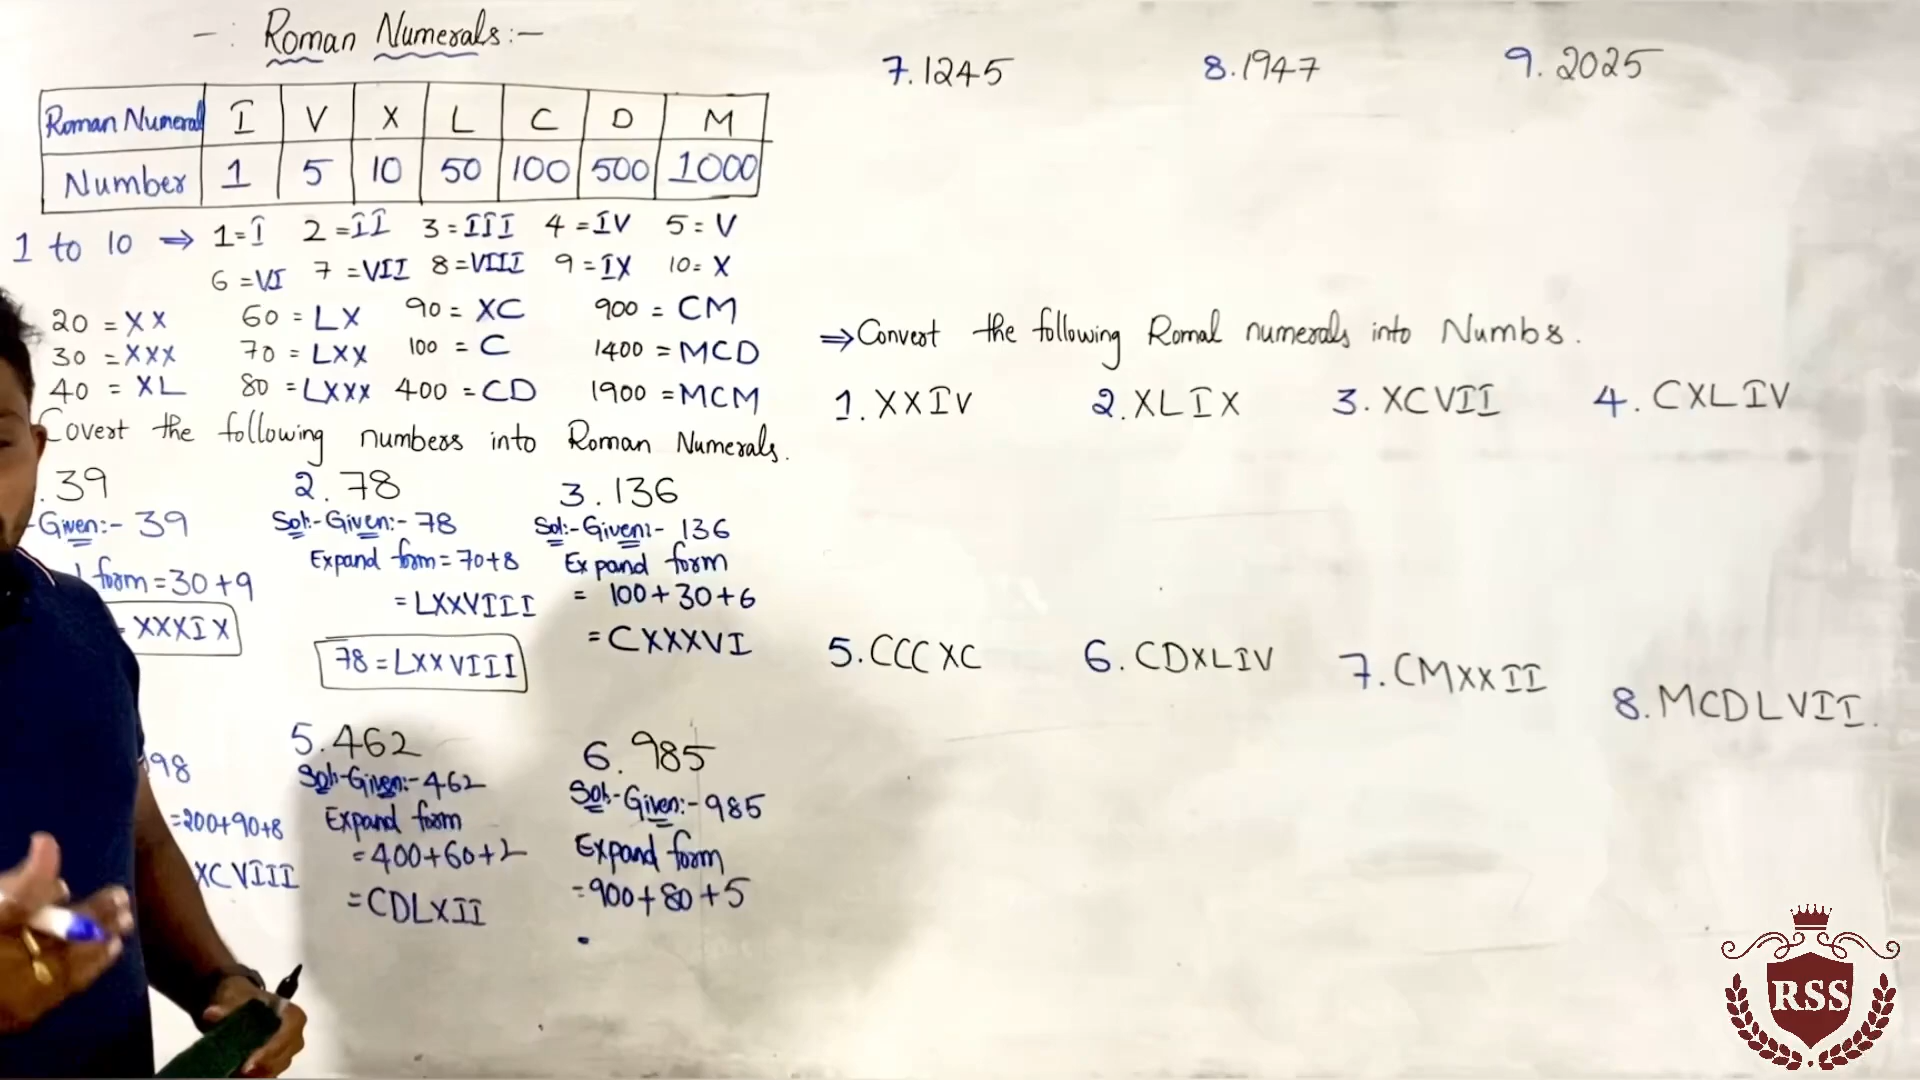 -: Roman Numerals:-
Roman Numeral I V X L C D M
Number 1 5 10 50 100 500 1000
1 to 10 ⇒ 1=I 2=II 3=III 4=IV 5=V
6=VI 7=VII 8=VIII 9=IX 10=X
20 = XX 60 = LX 90 = XC 900 = CM
30 = XXX 70 = LXX 100 = C 1400 = MCD
40 = XL 80 = LXXX 400 = CD 1900 = MCM
Covert the following numbers into Roman Numerals.
.39
-Given:- 39
form = 30+9
= XXXIX
2. 78
Sol:- Given:- 78
Expand form = 70+8
= LXXVIII
78 = LXXVIII
3. 136
Sol:- Given:- 136
Expand form
= 100+30+6
= CXXXVI
98
=200+90+8
XCVIII
5. 462
Sol:- Given:- 462
Expand form
=400+60+2
=CDLXII
6. 985
Sol:- Given:- 985
Expand form
=900+80+5
7. 1245 8. 1947 9. 2025
⇒ Convert the following Romal numerals into Numbs.
1. XXIV 2. XLIX 3. XCVII 4. CXLIV
5. CCCXC 6. CDXLIV 7. CMXXII 8. MCDLVII.
RSS